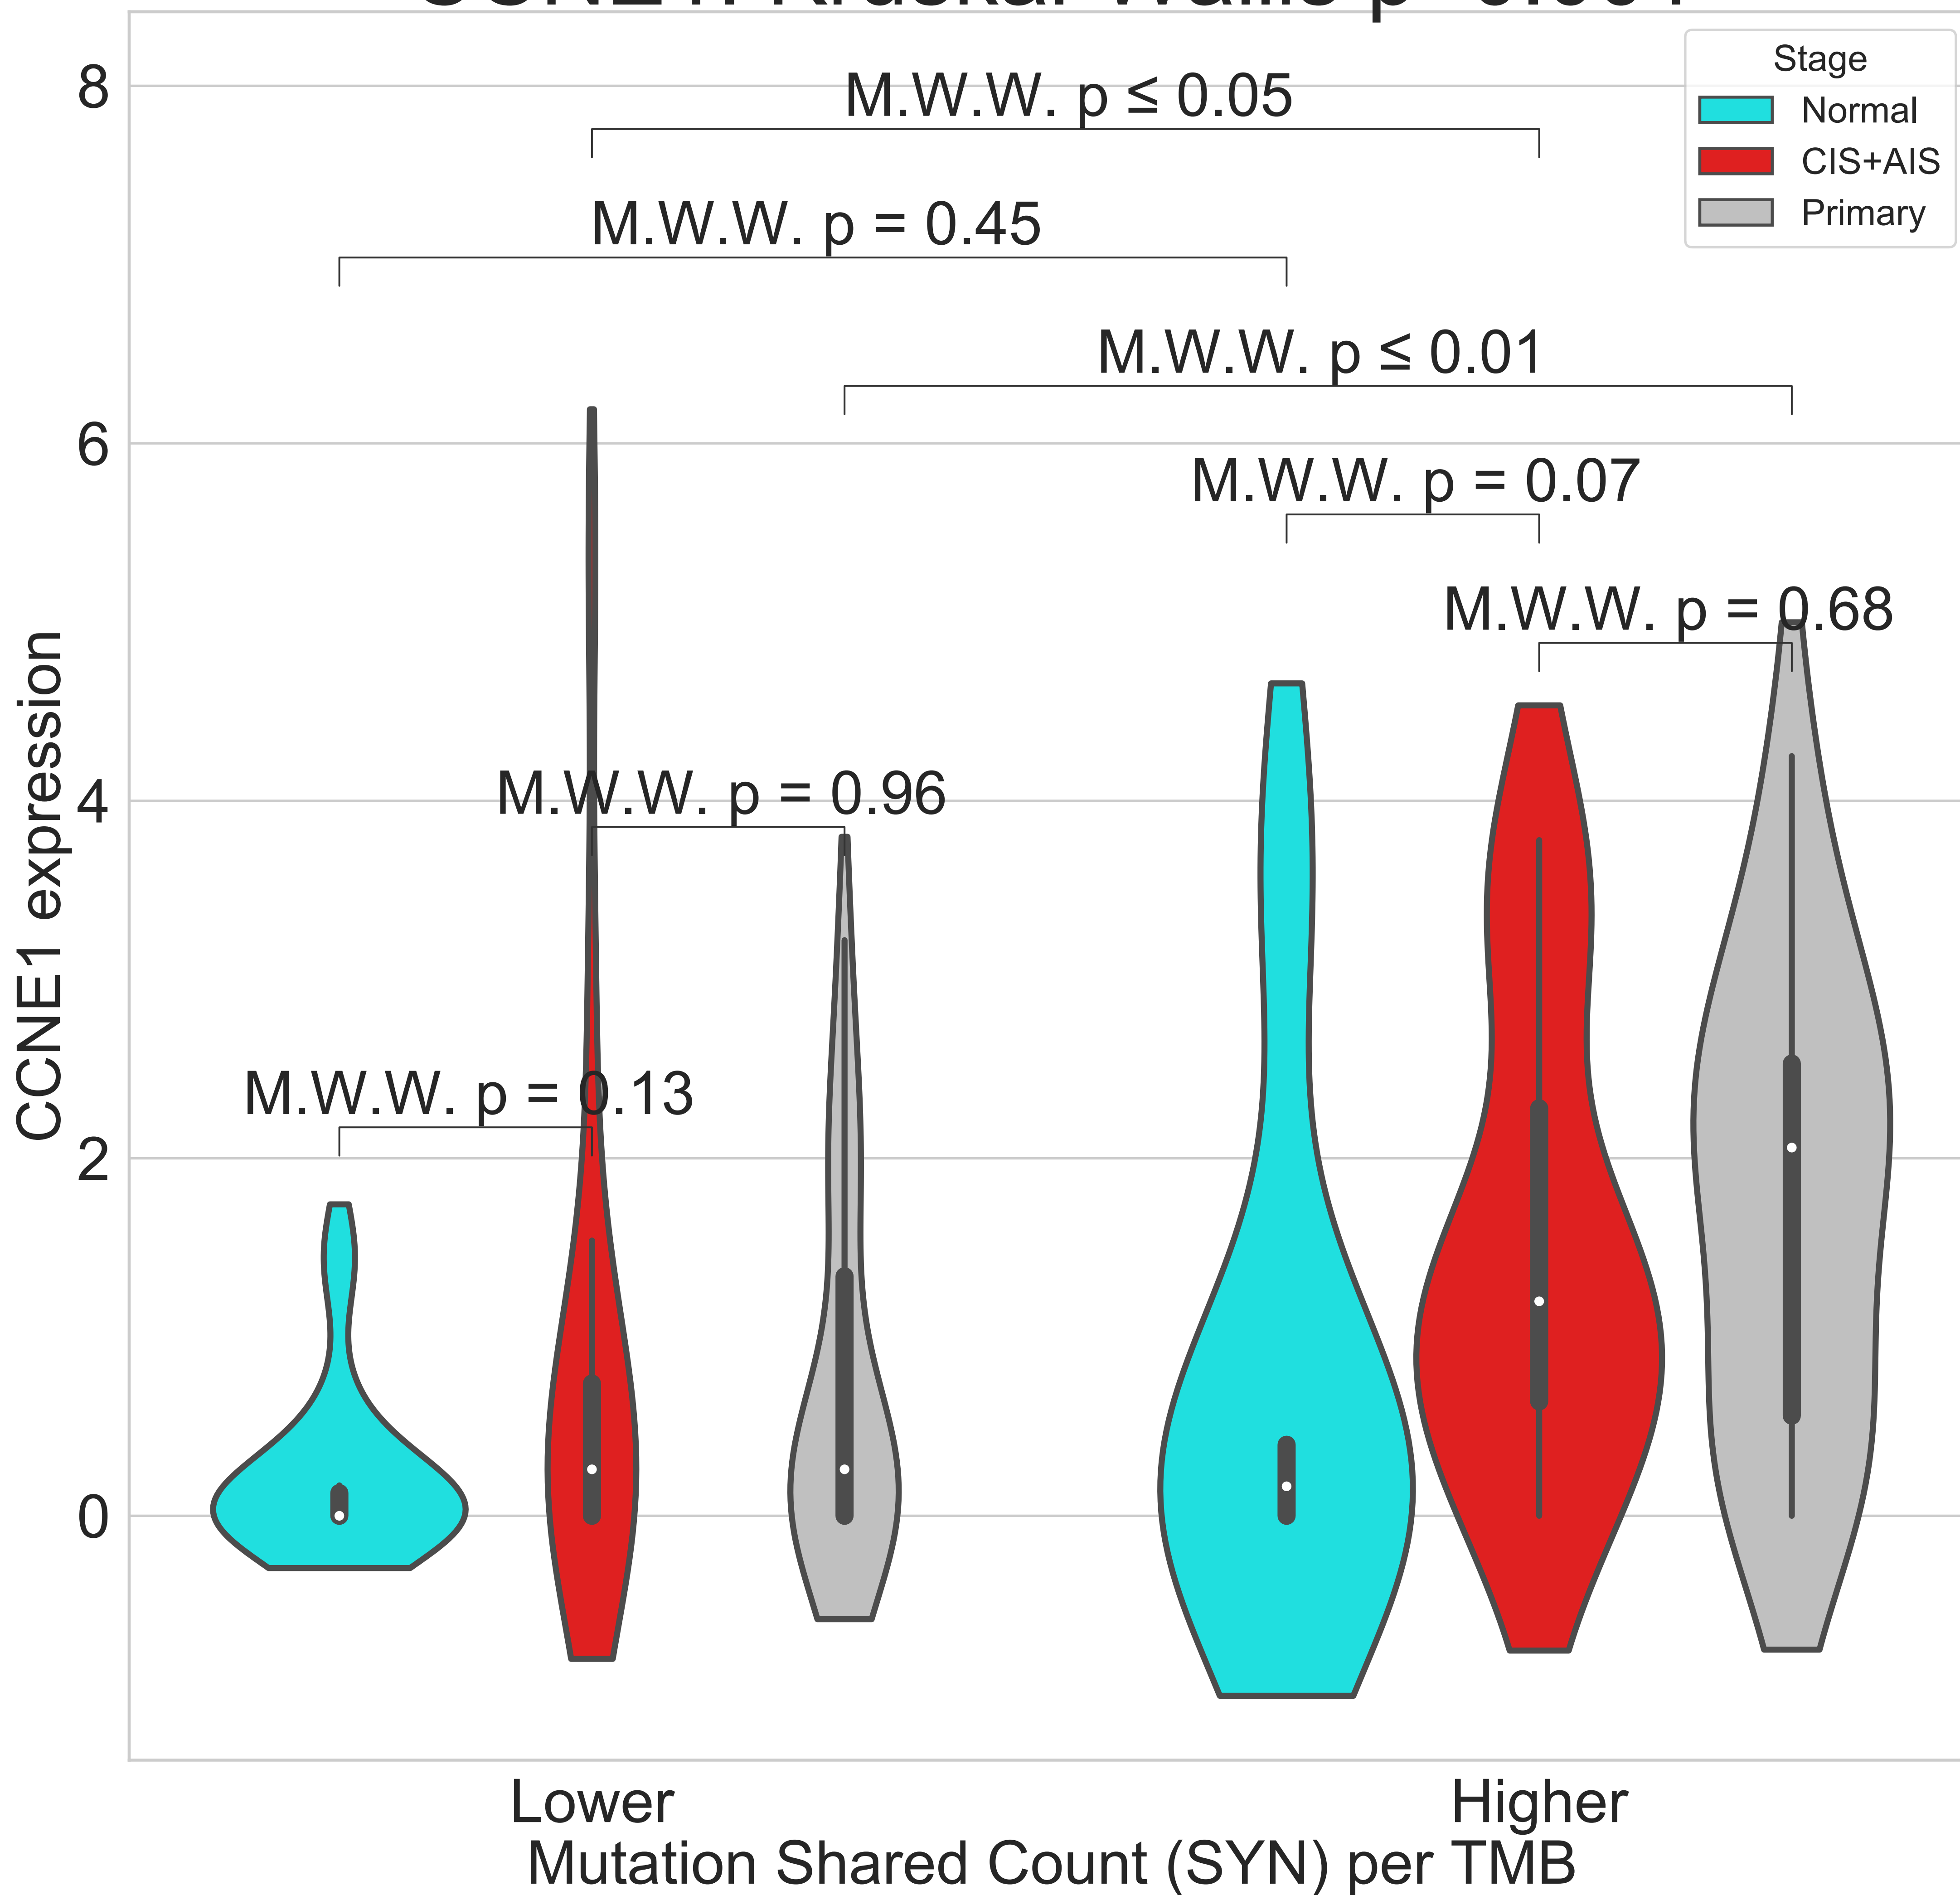 8
M.W.W. p ≤ 0.05
Stage
Normal
CIS+AIS
Primary
M.W.W. p = 0.45
M.W.W. p ≤ 0.01
6
M.W.W. p = 0.07
M.W.W. p = 0.68
4
M.W.W. p = 0.96
M.W.W. p = 0.13
2
0
CCNE1 expression
Lower
Higher
Mutation Shared Count (SYN) per TMB